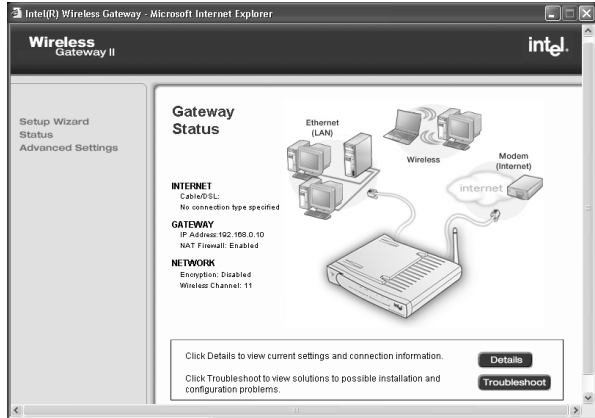 Intel(R) Wireless Gateway - Microsoft Internet Explorer
Wireless
Gateway II
intel.
Setup Wizard
Status
Advanced Settings
Gateway
Status
Ethernet
(LAN)
Wireless
Modem
(Internet)
internet
INTERNET
Cable/DSL:
No connection type specified
GATEWAY
IP Address:192.168.0.10
NAT Firewall: Enabled
NETWORK
Encryption: Disabled
Wireless Channel: 11
intel
Click Details to view current settings and connection information.
Details
Click Troubleshoot to view solutions to possible installation and
configuration problems.
Troubleshoot